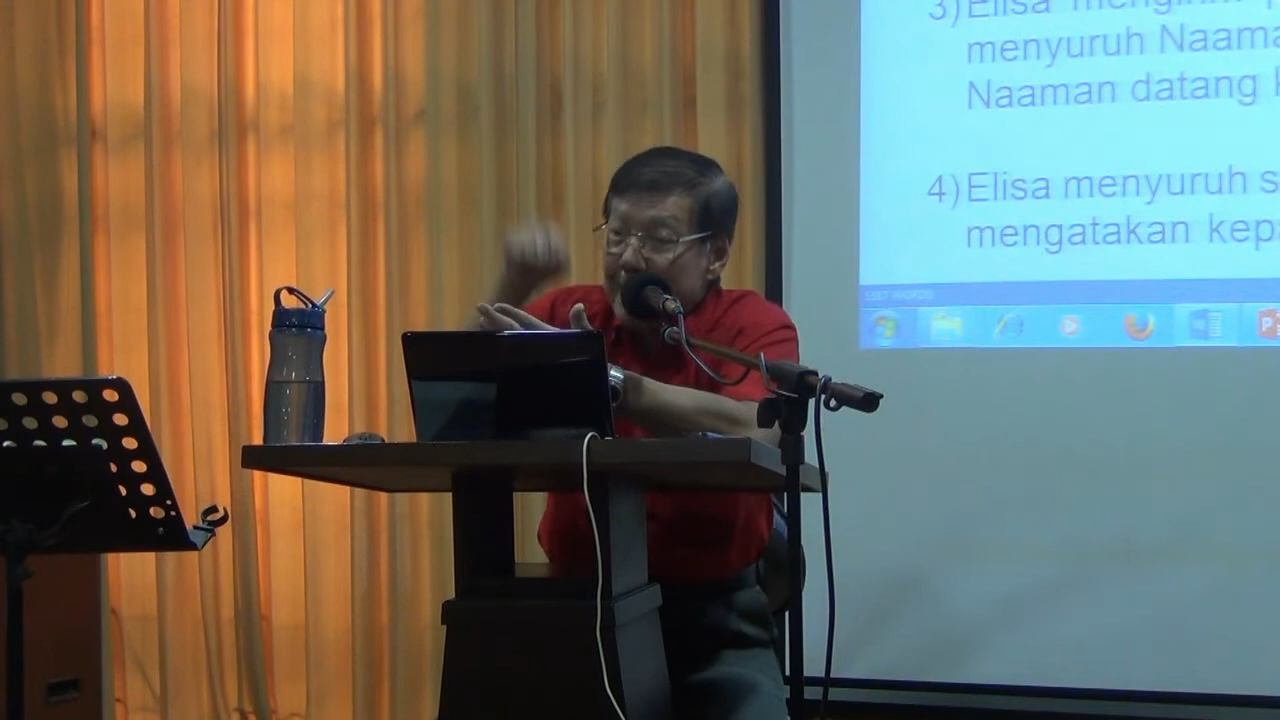 3) Elisa mengirim
menyuruh Naama
Naaman datang
4) Elisa menyuruh s
mengatakan kep